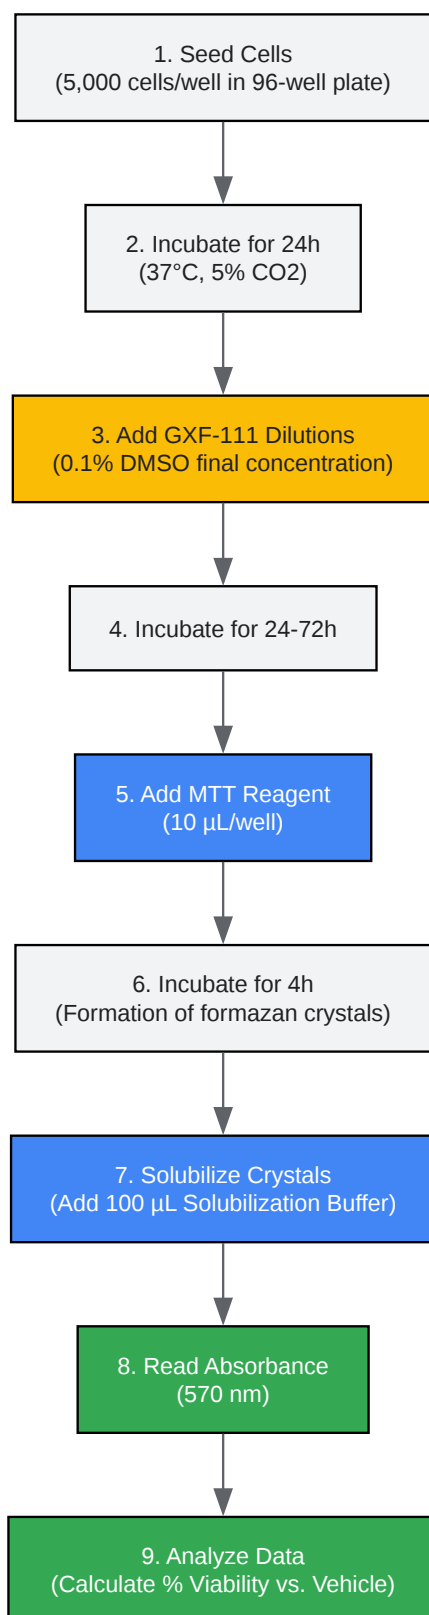 1. Seed Cells
(5,000 cells/well in 96-well plate)
2. Incubate for 24h
(37°C, 5% CO2)
3. Add GXF-111 Dilutions
(0.1% DMSO final concentration)
4. Incubate for 24-72h
5. Add MTT Reagent
(10 µL/well)
6. Incubate for 4h
(Formation of formazan crystals)
7. Solubilize Crystals
(Add 100 µL Solubilization Buffer)
8. Read Absorbance
(570 nm)
9. Analyze Data
(Calculate % Viability vs. Vehicle)